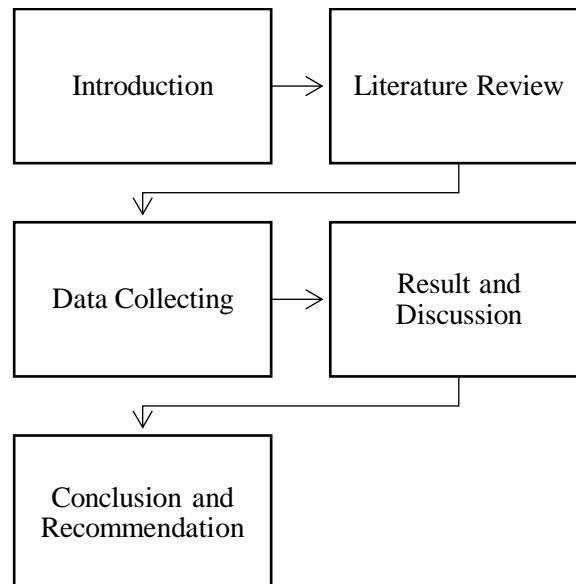 Introduction
Literature Review
Data Collecting
Result and
Discussion
Conclusion and
Recommendation